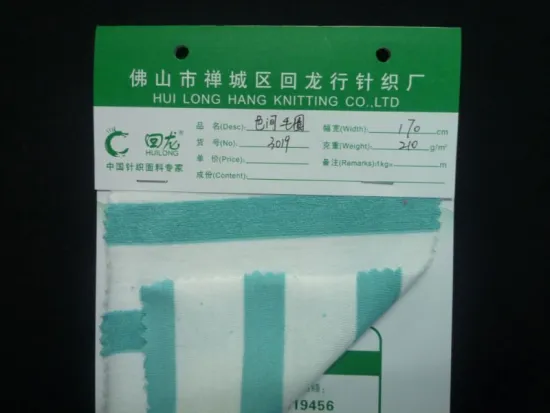 佛山市禅城区回龙行针织厂
HUI LONG HANG KNITTING CO.,LTD
回龙
HUILONG
中国针织面料专家
品 名(Desc): 色间毛圈 幅宽(Width): 170 cm
货 号(No): 3019 克重(Weight): 210 g/m²
单 价(Price): 备注(Remarks):1kg= m
成份(Content):
19456